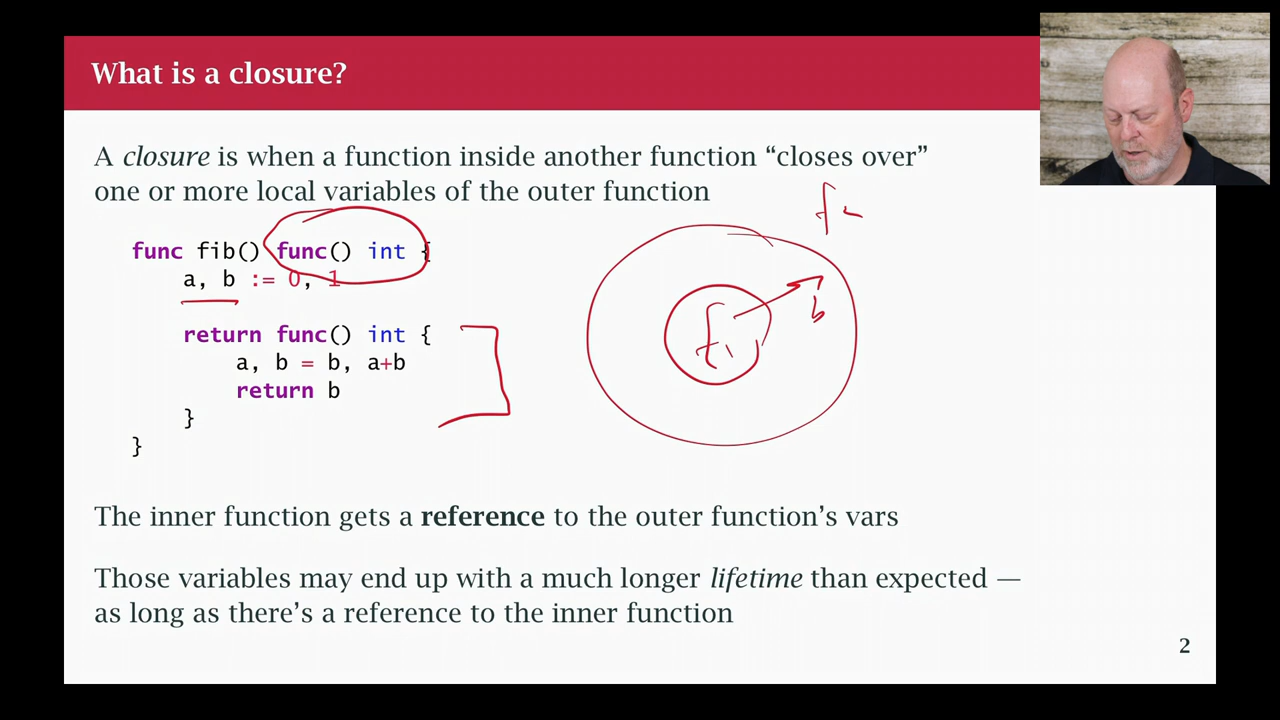 What is a closure?
A closure is when a function inside another function “closes over”
one or more local variables of the outer function
func fib() func() int {
a, b := 0, 1
return func() int {
a, b = b, a+b
return b
}
}
b
The inner function gets a reference to the outer function’s vars
Those variables may end up with a much longer lifetime than expected —
as long as there’s a reference to the inner function
2